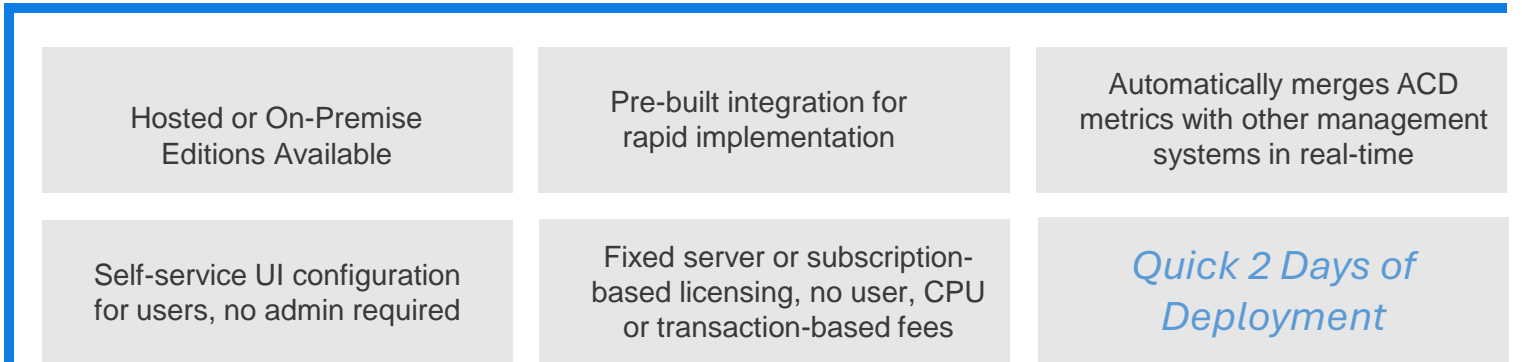 Hosted or On-Premise
Editions Available
Pre-built integration for
rapid implementation
Automatically merges ACD
metrics with other management
systems in real-time
Self-service UI configuration
for users, no admin required
Fixed server or subscription-
based licensing, no user, CPU
or transaction-based fees
Quick 2 Days of
Deployment